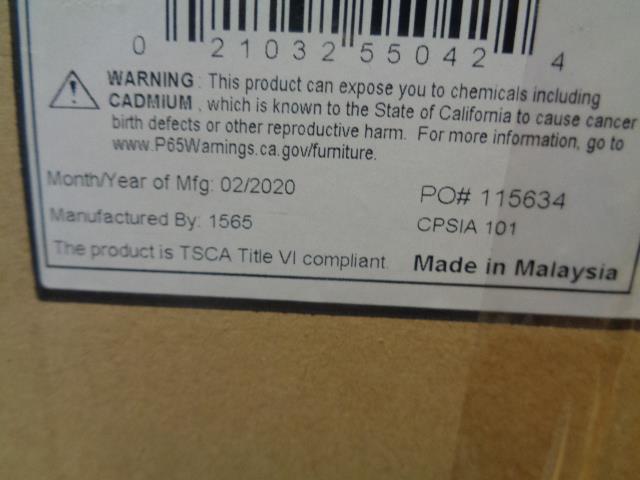 0 21032 55042 4
WARNING : This product can expose you to chemicals including
CADMIUM , which is known to the State of California to cause cancer
birth defects or other reproductive harm. For more information, go to
www.P65Warnings.ca.gov/furniture.
Month/Year of Mfg: 02/2020
PO# 115634
Manufactured By: 1565
CPSIA 101
The product is TSCA Title VI compliant.
Made in Malaysia